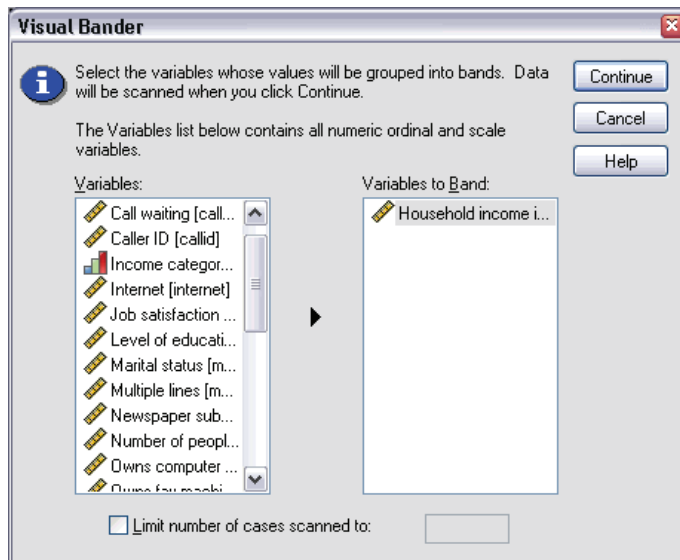 Visual Bander
Select the variables whose values will be grouped into bands. Data
will be scanned when you click Continue.
The Variables list below contains all numeric ordinal and scale
variables.
Continue
Cancel
Help
Variables:
Call waiting [call...
Caller ID [callid]
Income categor...
Internet [internet]
Job satisfaction ...
Level of educati...
Marital status [m...
Multiple lines [m...
Newspaper sub...
Number of peopl...
Owns computer ...
Owns fax machi...
Variables to Band:
Household income i...
Limit number of cases scanned to: